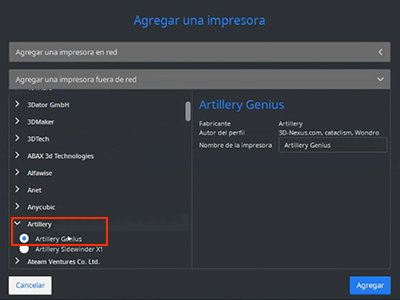 Agregar una impresora
Agregar una impresora en red
Agregar una impresora fuera de red
3Dator GmbH
3DMaker
3DTech
ABAX 3d Technologies
Alfawise
Anet
Anycubic
Artillery
Artillery Genius
Artillery Sidewinder X1
Ateam Ventures Co. Ltd.
Artillery Genius
Fabricante Artillery
Autor del perfil 3D-Nexus.com, cataclism, Wondro
Nombre de la impresora Artillery Genius
Cancelar
Agregar